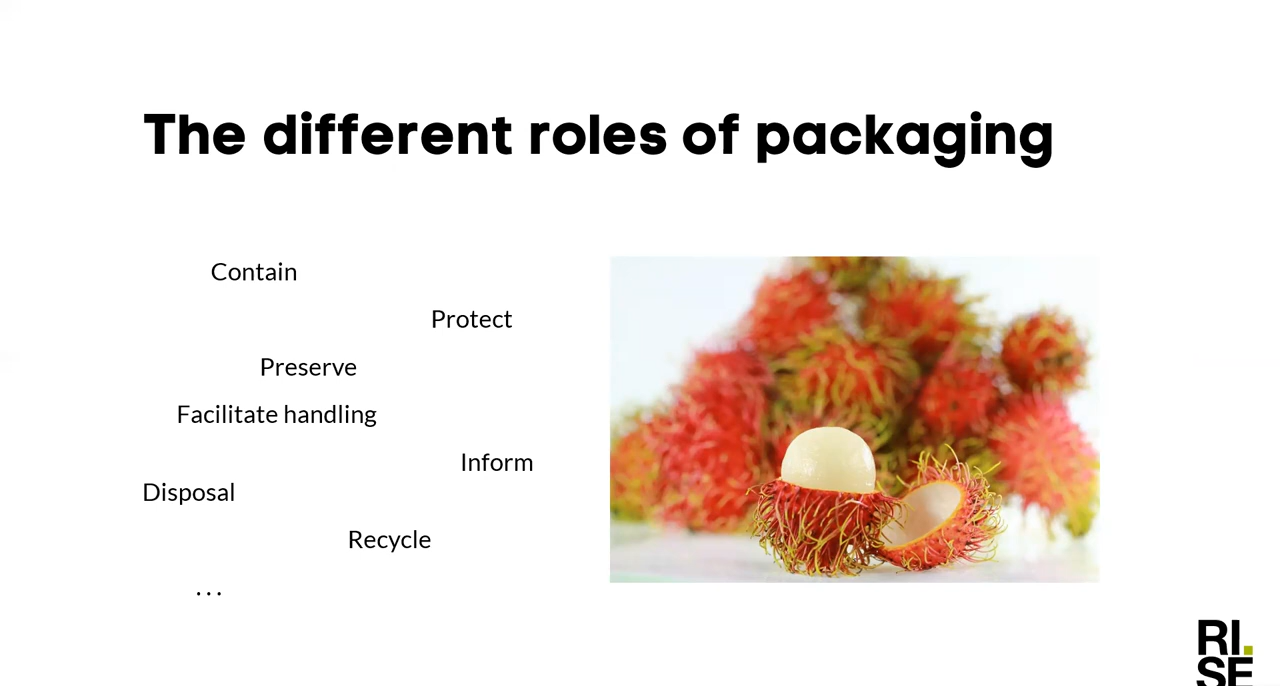 The different roles of packaging
Contain
Protect
Preserve
Facilitate handling
Inform
Disposal
Recycle
...
RI.
SE